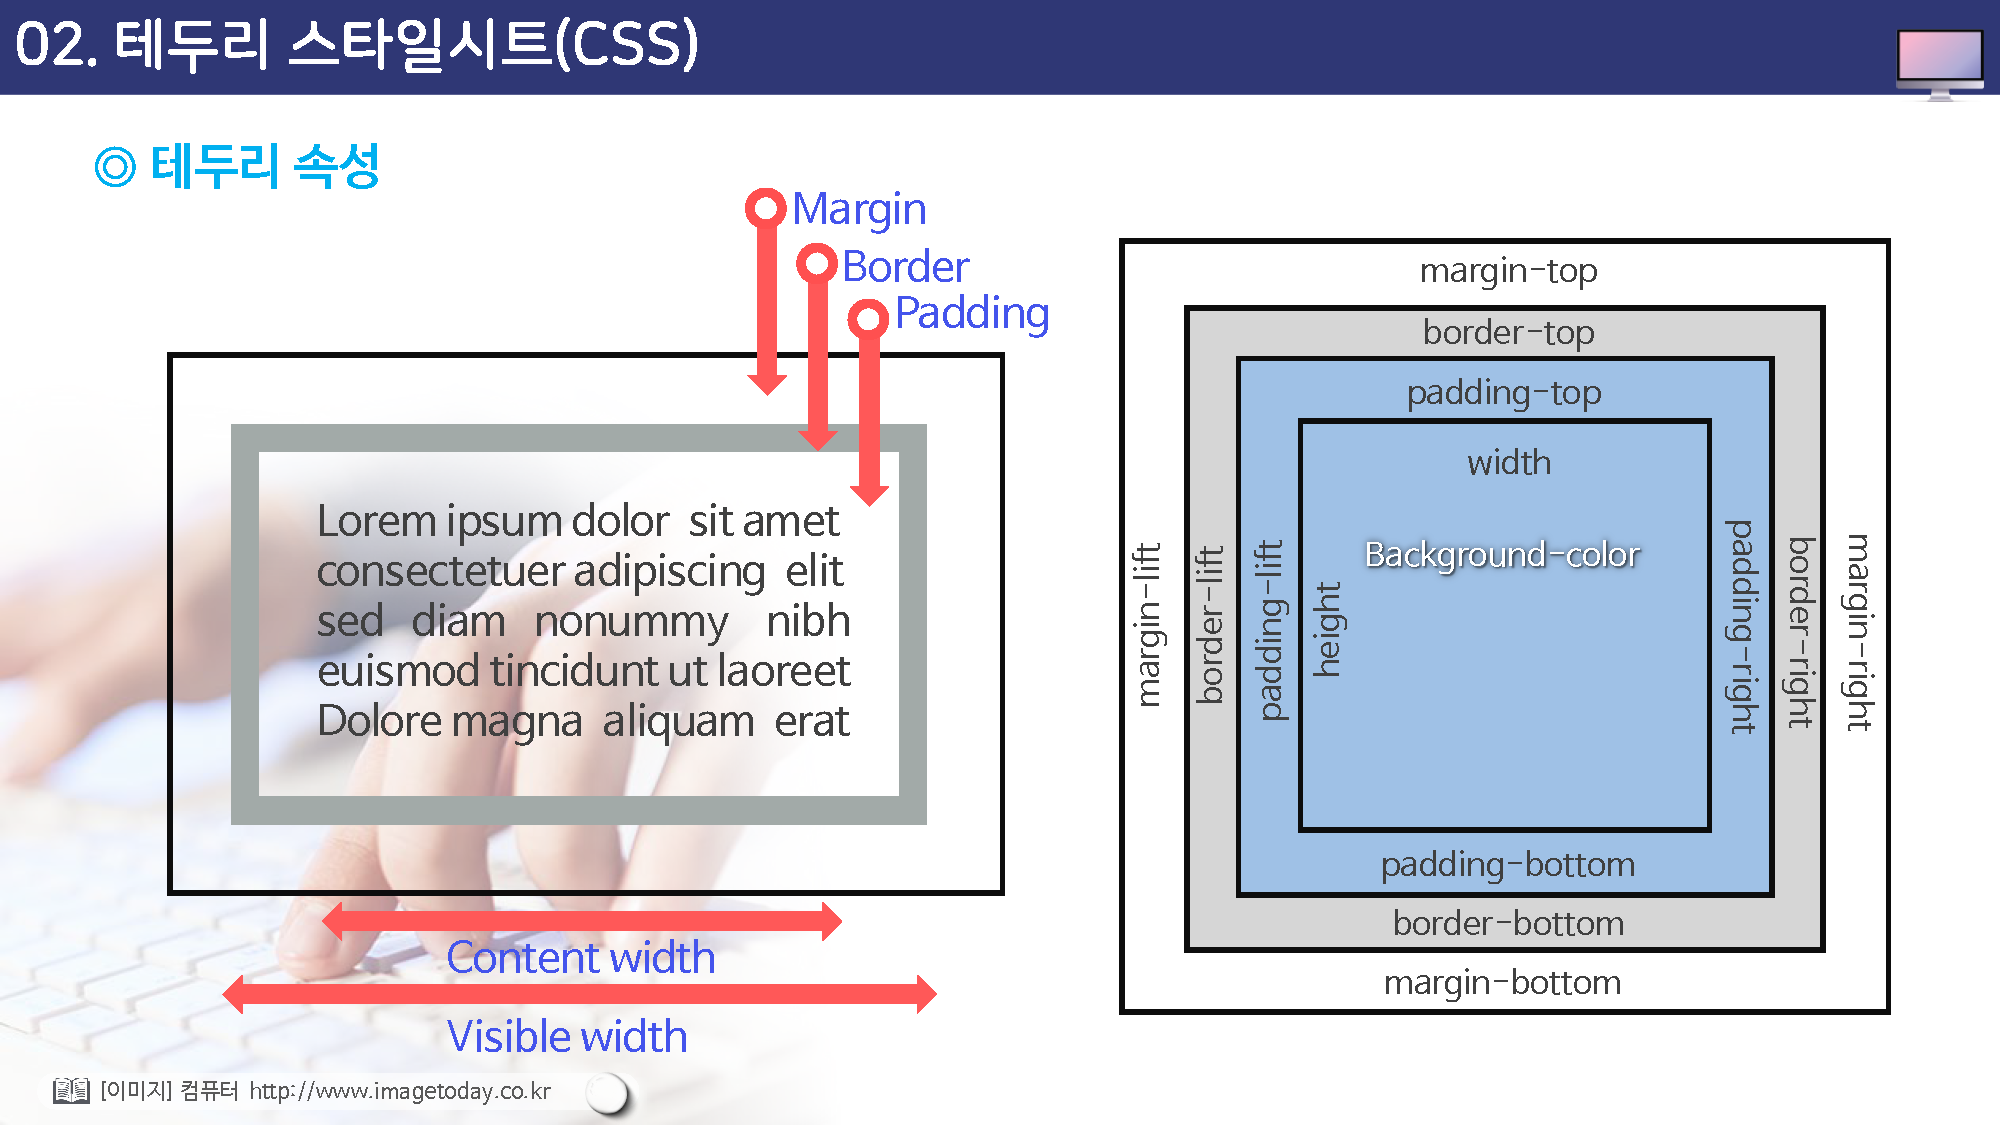 02. 테두리 스타일시트(CSS)
◎ 테두리 속성
Margin
Border
Padding
Lorem ipsum dolor sit amet
consectetuer adipiscing elit
sed diam nonummy nibh
euismod tincidunt ut laoreet
Dolore magna aliquam erat
Content width
Visible width
margin-top
border-top
padding-top
width
Background-color
margin-lift
border-lift
padding-lift
height
padding-right
border-right
margin-right
padding-bottom
border-bottom
margin-bottom
[이미지] 컴퓨터 http://www.imagetoday.co.kr